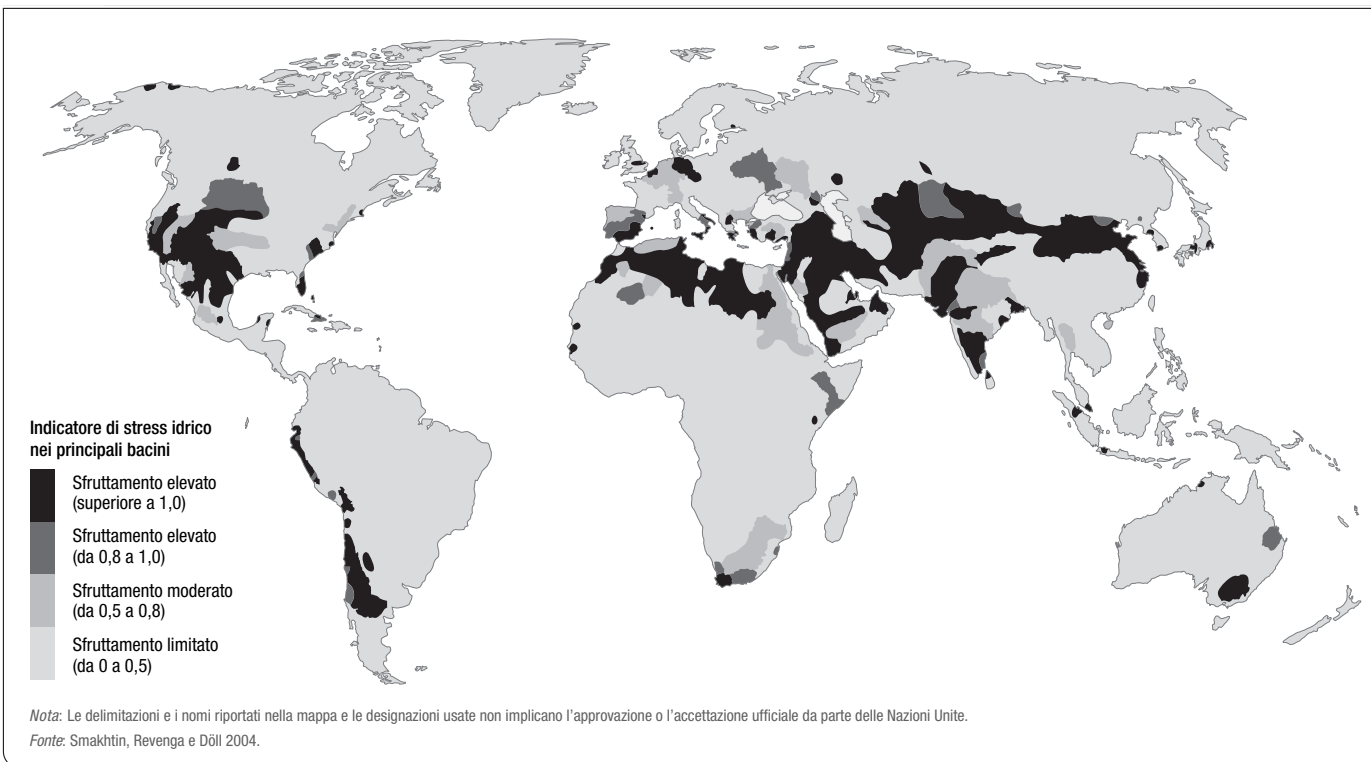 Indicatore di stress idrico
nei principali bacini
Sfruttamento elevato
(superiore a 1,0)
Sfruttamento elevato
(da 0,8 a 1,0)
Sfruttamento moderato
(da 0,5 a 0,8)
Sfruttamento limitato
(da 0 a 0,5)
Nota: Le delimitazioni e i nomi riportati nella mappa e le designazioni usate non implicano l'approvazione o l'accettazione ufficiale da parte delle Nazioni Unite.
Fonte: Smakhtin, Revenga e Döll 2004.